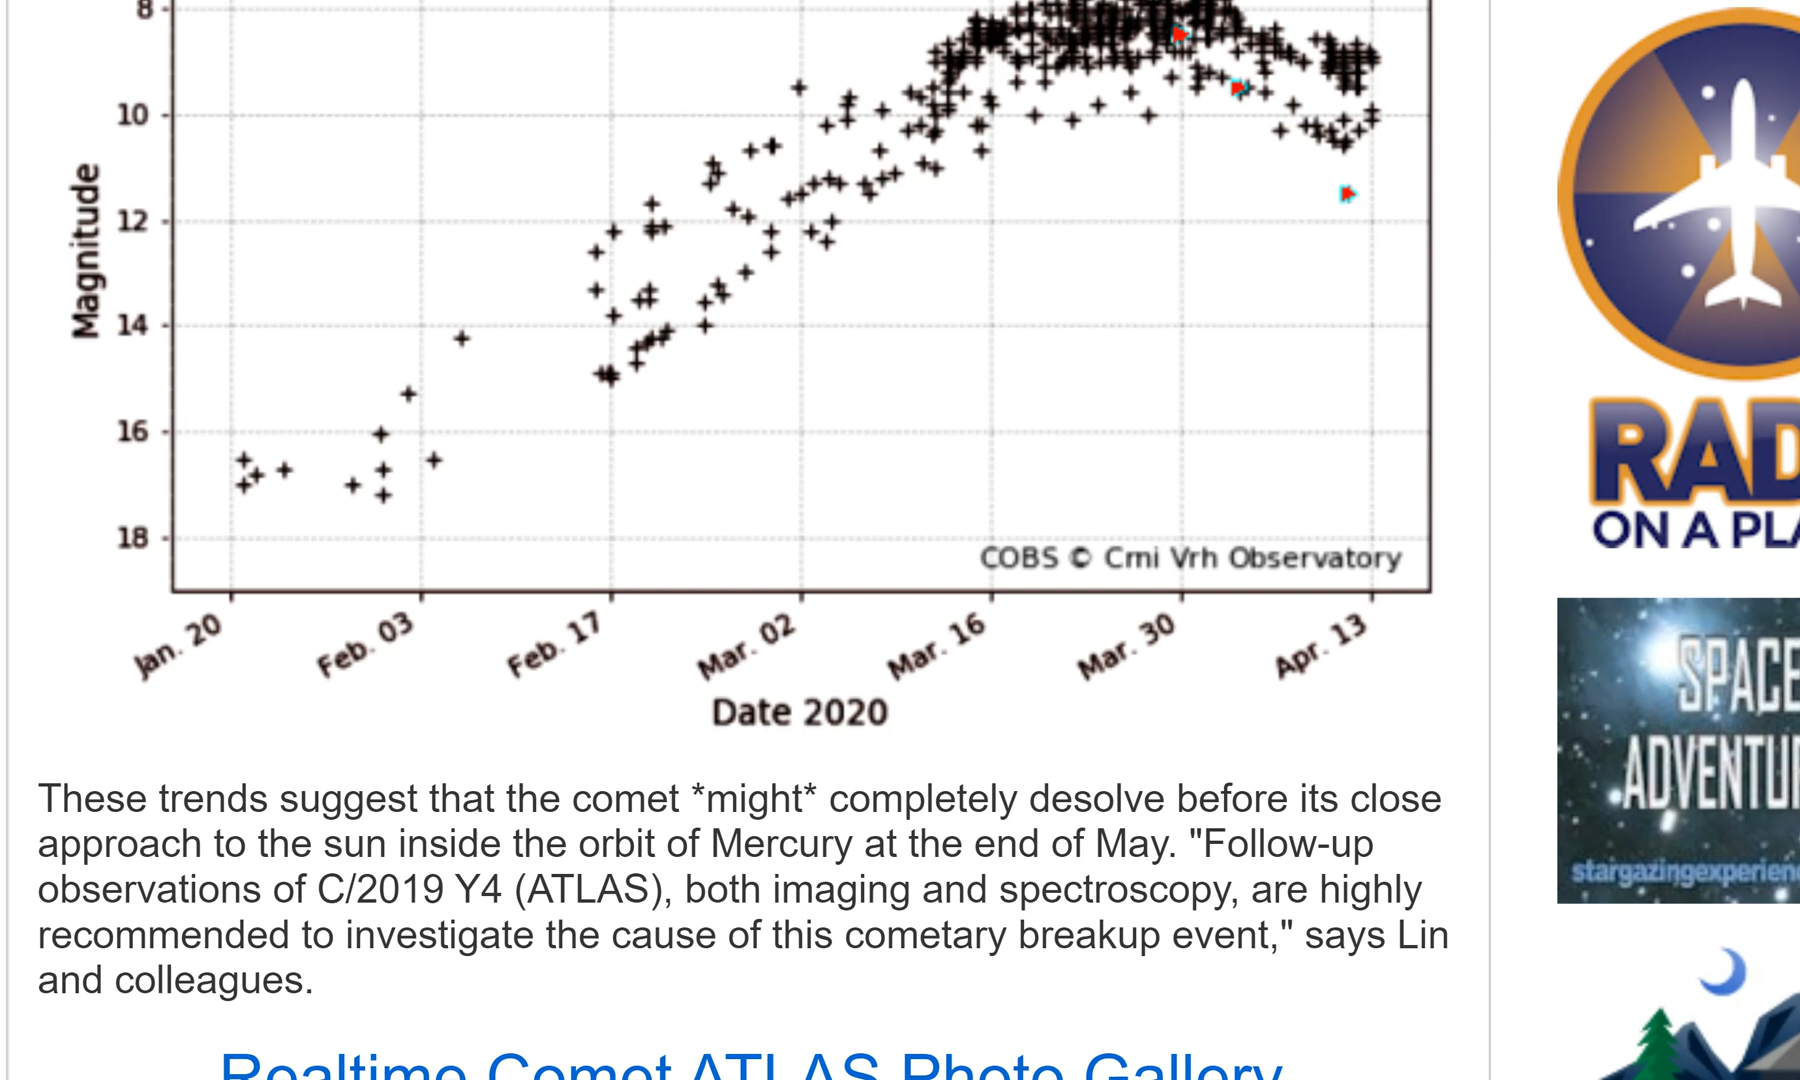 8
10
12
14
16
18
Magnitude
COBS © Crni Vrh Observatory
Jan. 20
Feb. 03
Feb. 17
Mar. 02
Mar. 16
Mar. 30
Apr. 13
Date 2020
These trends suggest that the comet *might* completely desolve before its close
approach to the sun inside the orbit of Mercury at the end of May. "Follow-up
observations of C/2019 Y4 (ATLAS), both imaging and spectroscopy, are highly
recommended to investigate the cause of this cometary breakup event," says Lin
and colleagues.
Realtime Comet ATLAS Photo Gallery
RAD
ON A PLA
SPACE
ADVENTU
stargazingexperien